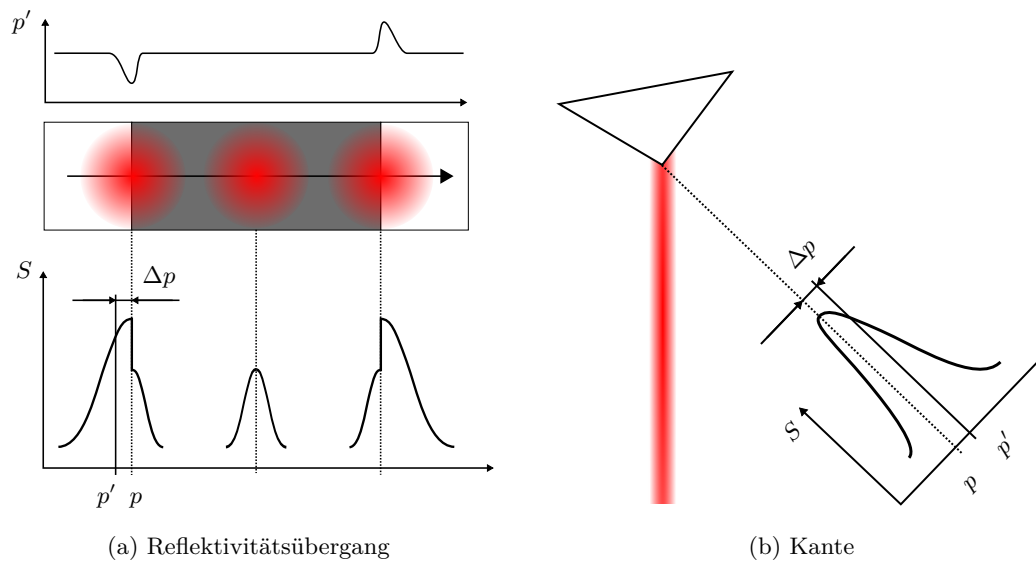 p′
S
Δp
p′ p
(a) Reflektivitätsübergang
Δp
S
p′
p
(b) Kante